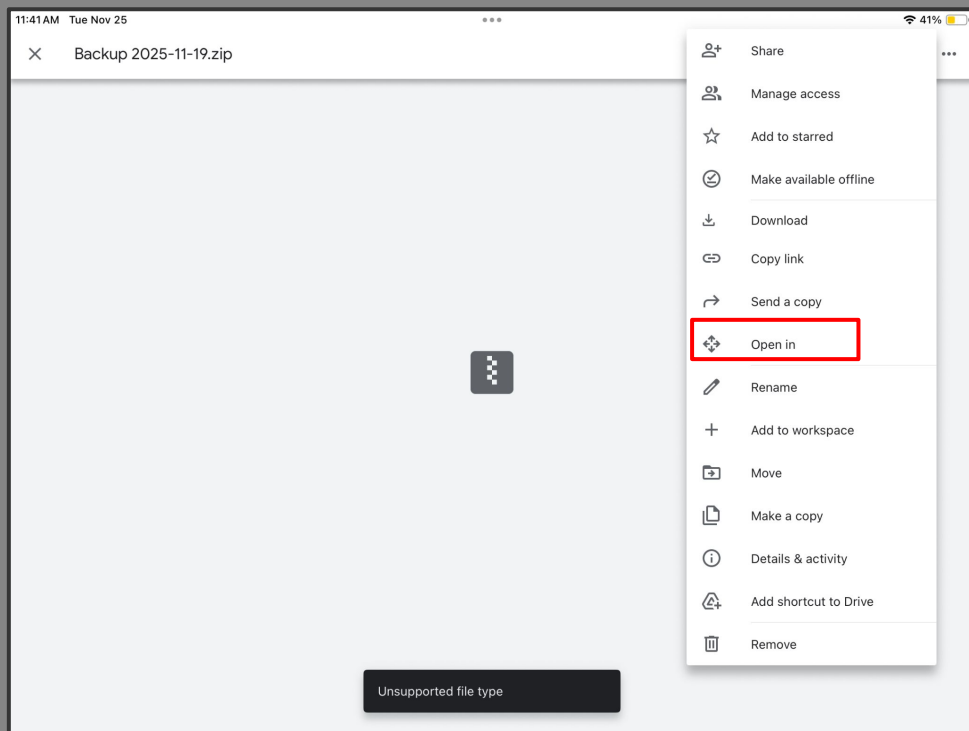 11:41 AM Tue Nov 25
41%
Backup 2025-11-19.zip
Share
Manage access
Add to starred
Make available offline
Download
Copy link
Send a copy
Open in
Rename
Add to workspace
Move
Make a copy
Details & activity
Add shortcut to Drive
Remove
Unsupported file type